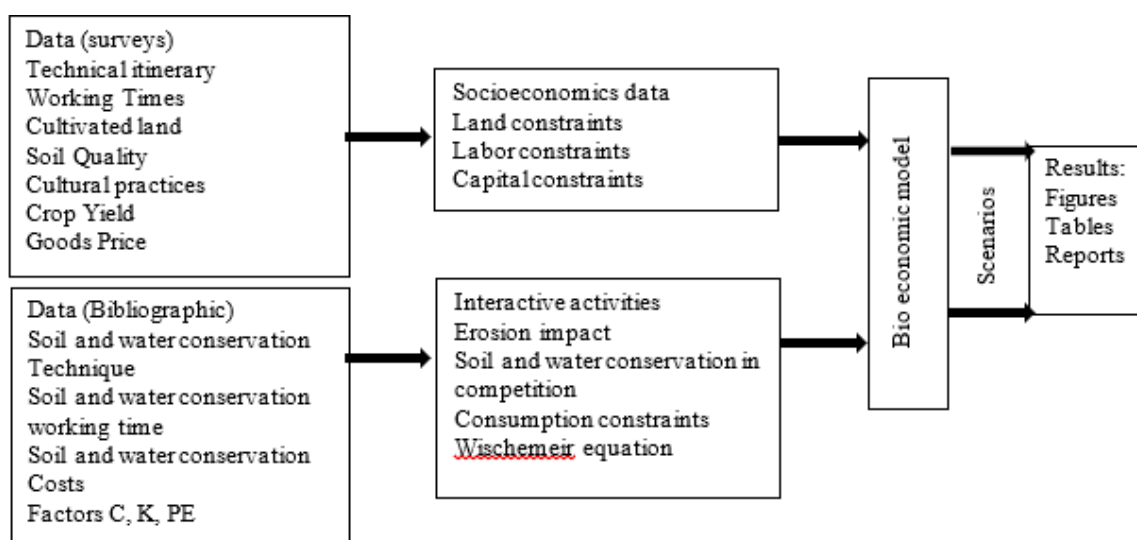 Data (surveys)
Technical itinerary
Working Times
Cultivated land
Soil Quality
Cultural practices
Crop Yield
Goods Price
Socioeconomics data
Land constraints
Labor constraints
Capital constraints
Data (Bibliographic)
Soil and water conservation
Technique
Soil and water conservation
working time
Soil and water conservation
Costs
Factors C, K, PE
Interactive activities
Erosion impact
Soil and water conservation in
competition
Consumption constraints
Wischemeir equation
Bio economic model
Scenarios
Results:
Figures
Tables
Reports